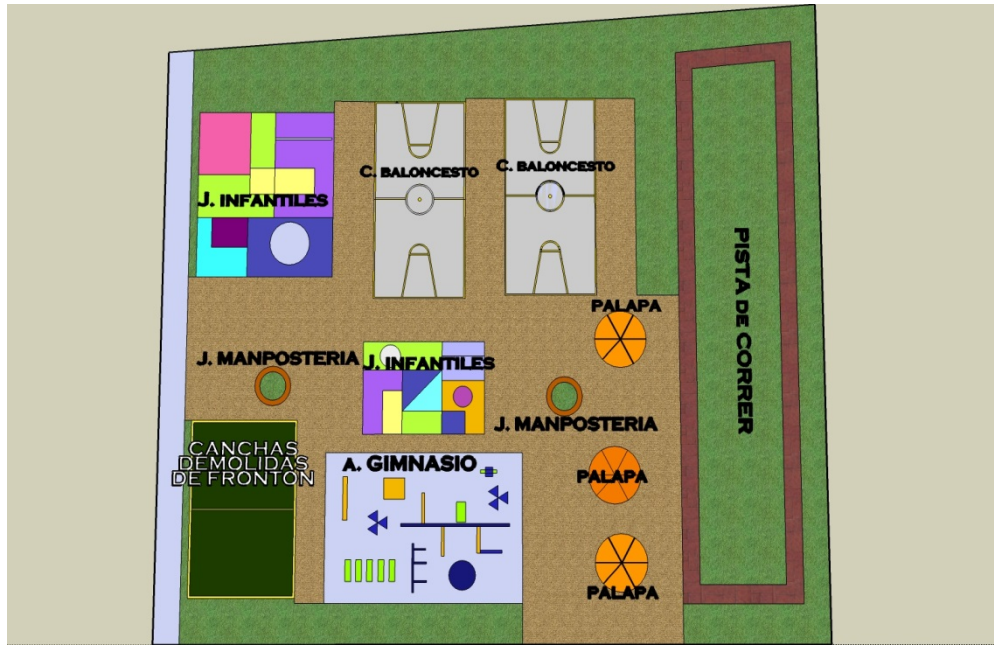 C. BALONCESTO
C. BALONCESTO
J. INFANTILES
PISTA DE CORRER
PALAPA
J. MANPOSTERIA
J. INFANTILES
J. MANPOSTERIA
CANCHAS
DEMOLIDAS
DE FRONTON
A. GIMNASIO
PALAPA
PALAPA